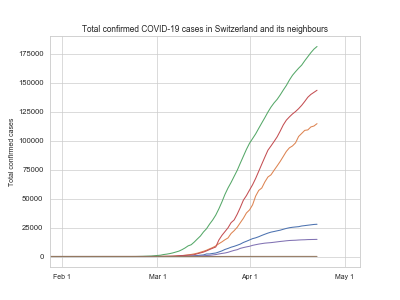 Total confirmed COVID-19 cases in Switzerland and its neighbours
Total confirmed cases
175000
150000
125000
100000
75000
50000
25000
0
Feb 1
Mar 1
Apr 1
May 1